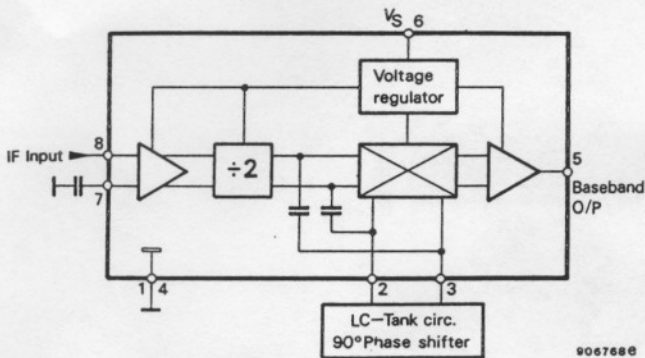 VS 6
Voltage
regulator
IF Input
8
÷2
5
Baseband
O/P
7
1 4
2
3
LC–Tank circ.
90° Phase shifter
906768e